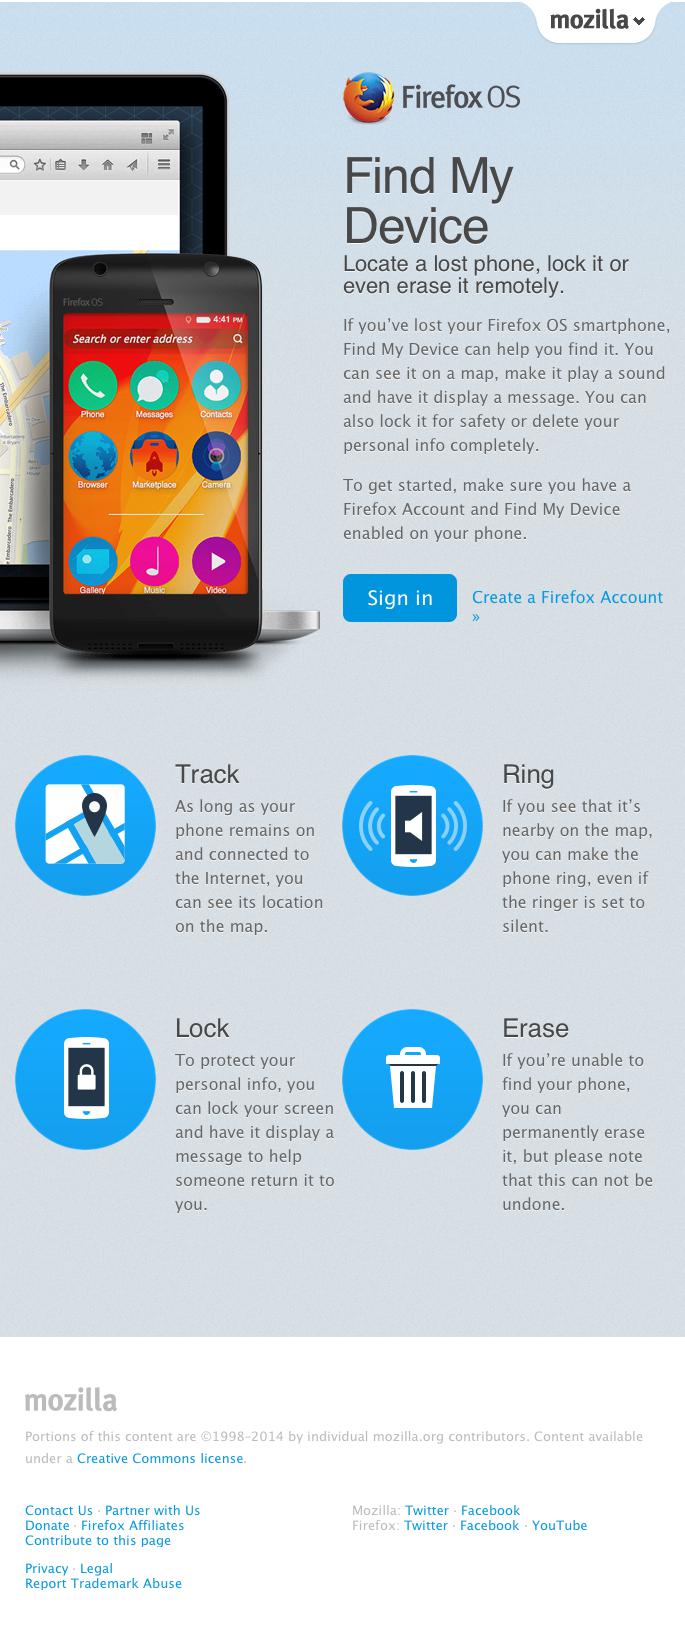 mozilla
Firefox OS
Find My
Device
Locate a lost phone, lock it or
even erase it remotely.
If you've lost your Firefox OS smartphone,
Find My Device can help you find it. You
can see it on a map, make it play a sound
and have it display a message. You can
also lock it for safety or delete your
personal info completely.
To get started, make sure you have a
Firefox Account and Find My Device
enabled on your phone.
Sign in
Create a Firefox Account
»
Firefox OS
4:41 PM
Search or enter address
Phone
Messages
Contacts
Browser
Marketplace
Camera
Gallery
Music
Video
The Embarcadero
The Embarcadero
Track
As long as your
phone remains on
and connected to
the Internet, you
can see its location
on the map.
Ring
If you see that it's
nearby on the map,
you can make the
phone ring, even if
the ringer is set to
silent.
Lock
To protect your
personal info, you
can lock your screen
and have it display a
message to help
someone return it to
you.
Erase
If you're unable to
find your phone,
you can
permanently erase
it, but please note
that this can not be
undone.
mozilla
Portions of this content are ©1998–2014 by individual mozilla.org contributors. Content available
under a Creative Commons license.
Contact Us · Partner with Us
Donate · Firefox Affiliates
Contribute to this page
Privacy · Legal
Report Trademark Abuse
Mozilla: Twitter · Facebook
Firefox: Twitter · Facebook · YouTube